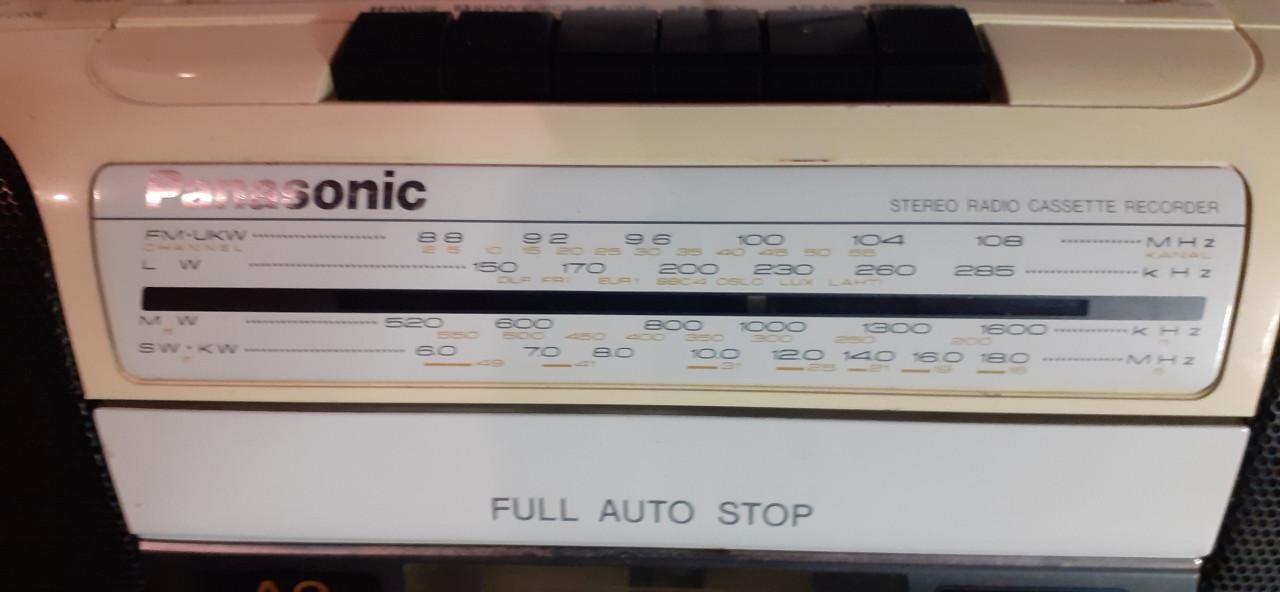 Panasonic
STEREO RADIO CASSETTE RECORDER
FM·UKW 88 92 96 100 104 108 MHz
CHANNEL 2 5 10 15 20 25 30 35 40 45 50 55 KANAL
LW 150 170 200 230 260 285 kHz
DLF FRI EUR1 BBC4 OSLO LUX LAHTI
MW 520 600 800 1000 1300 1600 kHz
m 550 500 450 400 350 300 250 200 m
SW·KW 6.0 7.0 8.0 10.0 12.0 14.0 16.0 18.0 MHz
m 49 41 31 25 21 19 16 m
FULL AUTO STOP